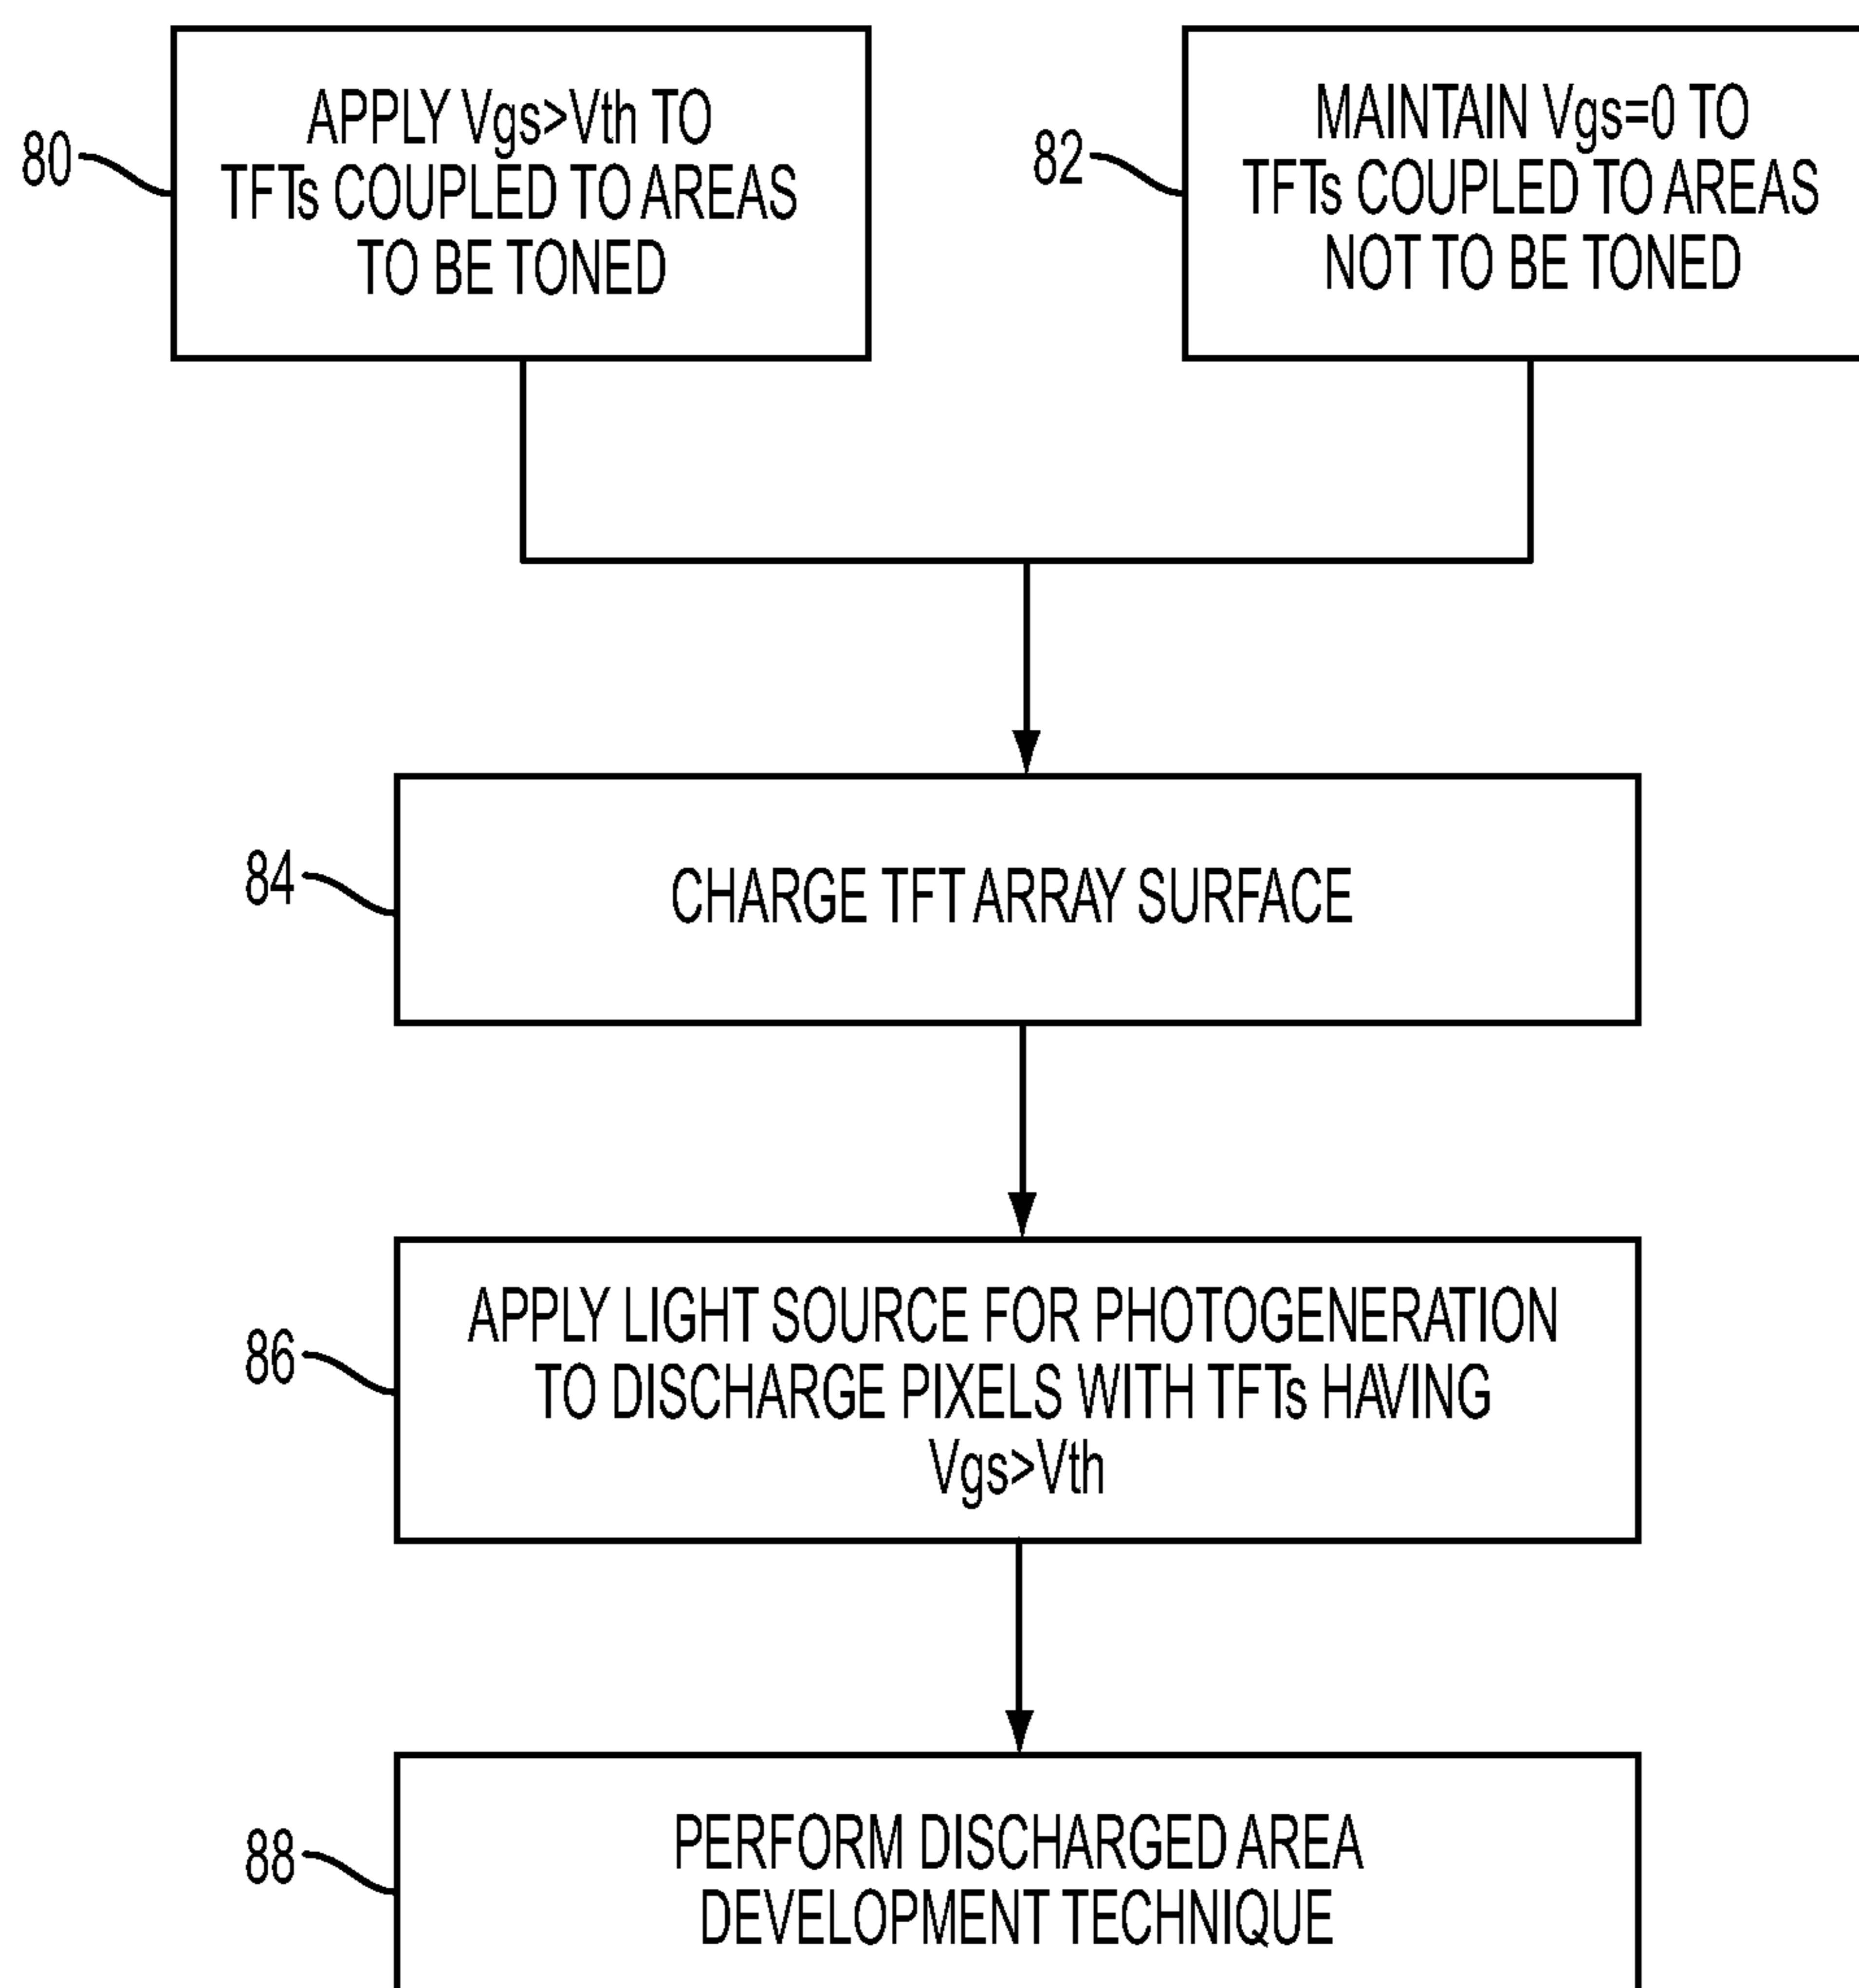 80
APPLY Vgs>Vth TO
TFTs COUPLED TO AREAS
TO BE TONED
82
MAINTAIN Vgs=0 TO
TFTs COUPLED TO AREAS
NOT TO BE TONED
84
CHARGE TFT ARRAY SURFACE
86
APPLY LIGHT SOURCE FOR PHOTOGENERATION
TO DISCHARGE PIXELS WITH TFTs HAVING
Vgs>Vth
88
PERFORM DISCHARGED AREA
DEVELOPMENT TECHNIQUE